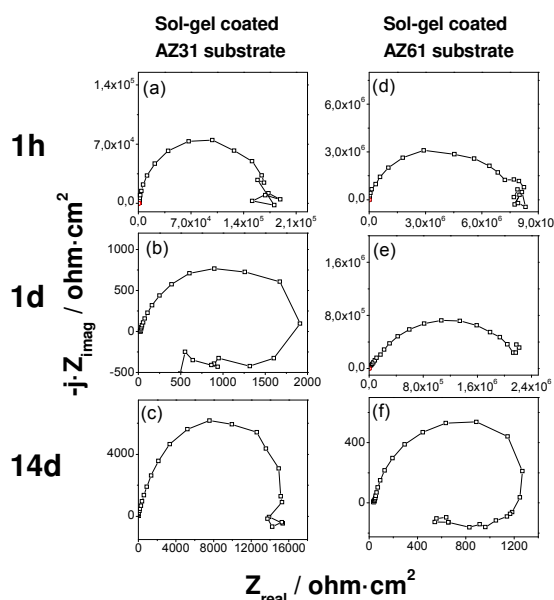 Sol-gel coated
AZ31 substrate
Sol-gel coated
AZ61 substrate
1h
1d
14d
-j·Z_imag / ohm·cm²
(a)
1,4x10⁵
7,0x10⁴
0,0
0,0 7,0x10⁴ 1,4x10⁵ 2,1x10⁵
(d)
6,0x10⁶
3,0x10⁶
0,0
0,0 3,0x10⁶ 6,0x10⁶ 9,0x10
(b)
1000
500
0
-500
0 500 1000 1500 2000
(e)
1,6x10⁶
8,0x10⁵
0,0
0,0 8,0x10⁵ 1,6x10⁶ 2,4x10⁶
(c)
4000
0
0 4000 8000 12000 16000
(f)
400
0
0 400 800 1200
Z_real / ohm·cm²